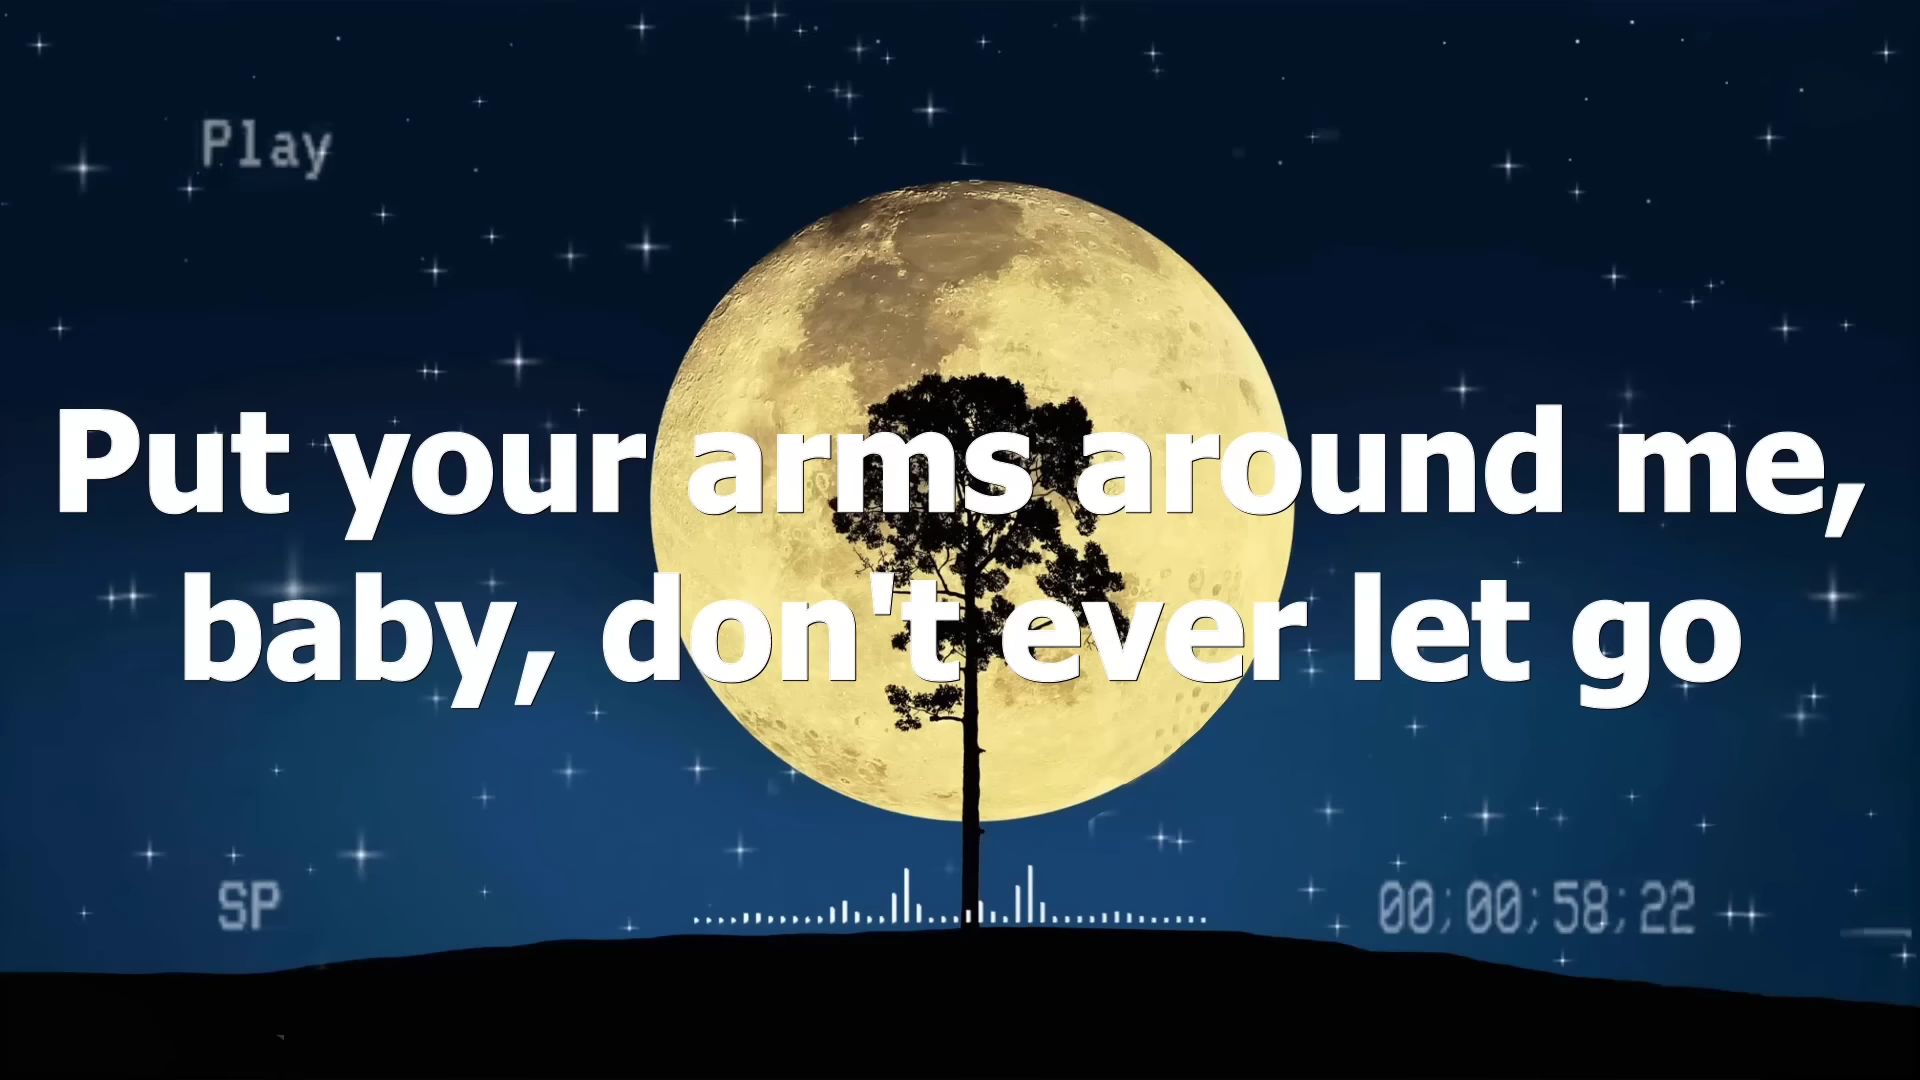 Play
Put your arms around me,
baby, don't ever let go
SP
00;00;58;22